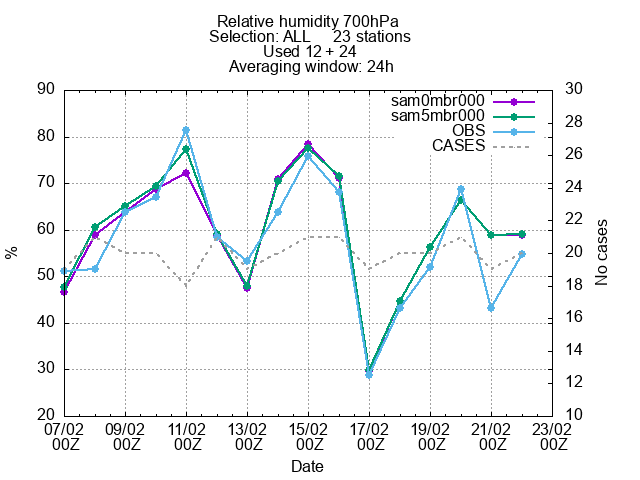 Relative humidity 700hPa
Selection: ALL 23 stations
Used 12 + 24
Averaging window: 24h
sam0mbr000
sam5mbr000
OBS
CASES
90
80
70
60
50
40
30
20
%
30
28
26
24
22
20
18
16
14
12
10
No cases
07/02 09/02 11/02 13/02 15/02 17/02 19/02 21/02 23/02
00Z 00Z 00Z 00Z 00Z 00Z 00Z 00Z 00Z
Date